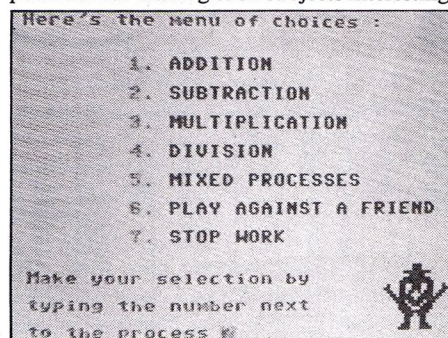 Here's the menu of choices :
1. ADDITION
2. SUBTRACTION
3. MULTIPLICATION
4. DIVISION
5. MIXED PROCESSES
6. PLAY AGAINST A FRIEND
7. STOP WORK
Make your selection by
typing the number next
to the process